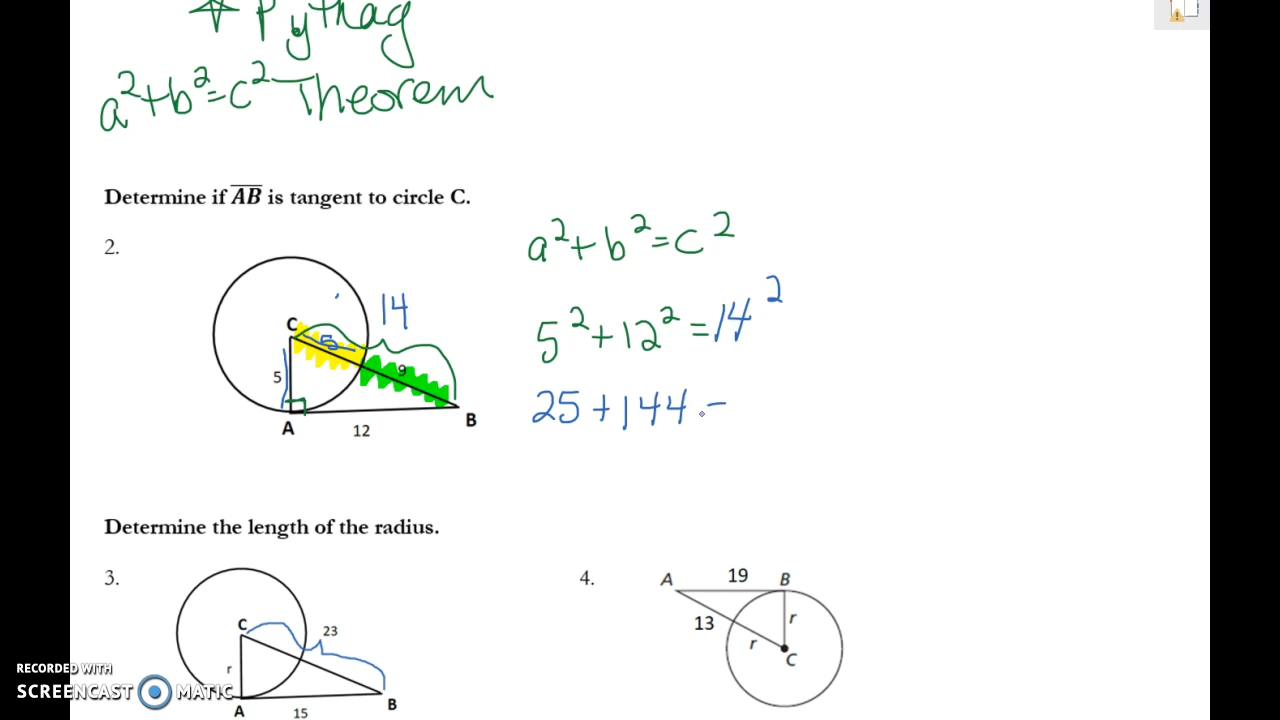 * Pythag
a²+b²=c² Theorem
Determine if AB is tangent to circle C.
2.
a²+b²=c²
14
C
5
5²+12²=14²
9
5
25+144=
A
12
B
Determine the length of the radius.
3.
4.
A
19
B
C
23
13
r
r
C
r
A
15
B
RECORDED WITH
SCREENCAST MATIC